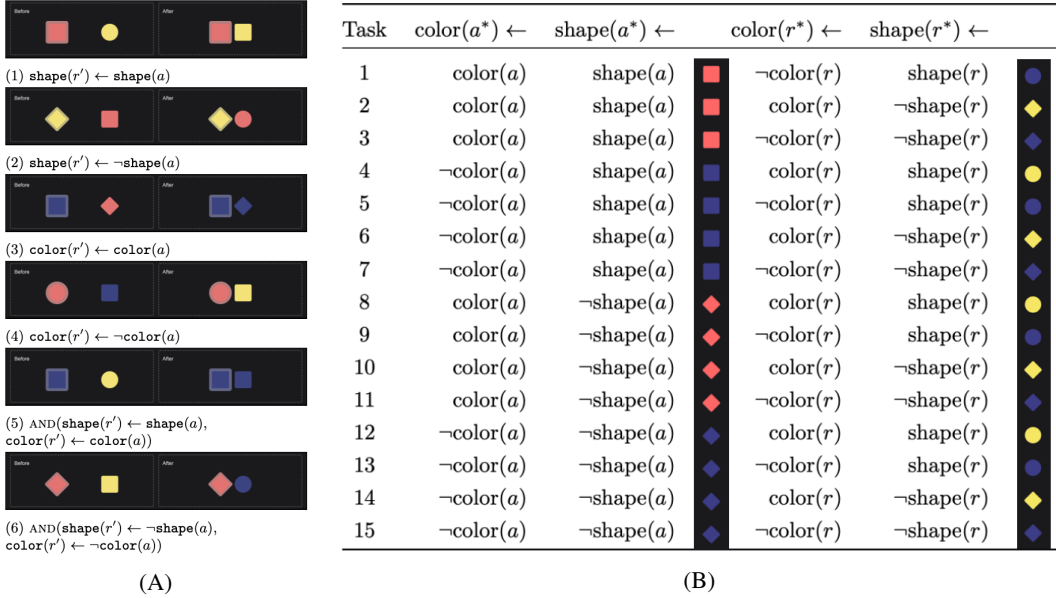 Before After
(1) shape(r′) ← shape(a)
Before After
(2) shape(r′) ← ¬shape(a)
Before After
(3) color(r′) ← color(a)
Before After
(4) color(r′) ← ¬color(a)
Before After
(5) AND(shape(r′) ← shape(a),
color(r′) ← color(a))
Before After
(6) AND(shape(r′) ← ¬shape(a),
color(r′) ← ¬color(a))
(A)
Task color(a*) ← shape(a*) ← color(r*) ← shape(r*) ←
1 color(a) shape(a) ¬color(r) shape(r)
2 color(a) shape(a) color(r) ¬shape(r)
3 color(a) shape(a) ¬color(r) ¬shape(r)
4 ¬color(a) shape(a) color(r) shape(r)
5 ¬color(a) shape(a) ¬color(r) shape(r)
6 ¬color(a) shape(a) color(r) ¬shape(r)
7 ¬color(a) shape(a) ¬color(r) ¬shape(r)
8 color(a) ¬shape(a) color(r) shape(r)
9 color(a) ¬shape(a) ¬color(r) shape(r)
10 color(a) ¬shape(a) color(r) ¬shape(r)
11 color(a) ¬shape(a) ¬color(r) ¬shape(r)
12 ¬color(a) ¬shape(a) color(r) shape(r)
13 ¬color(a) ¬shape(a) ¬color(r) shape(r)
14 ¬color(a) ¬shape(a) color(r) ¬shape(r)
15 ¬color(a) ¬shape(a) ¬color(r) ¬shape(r)
(B)